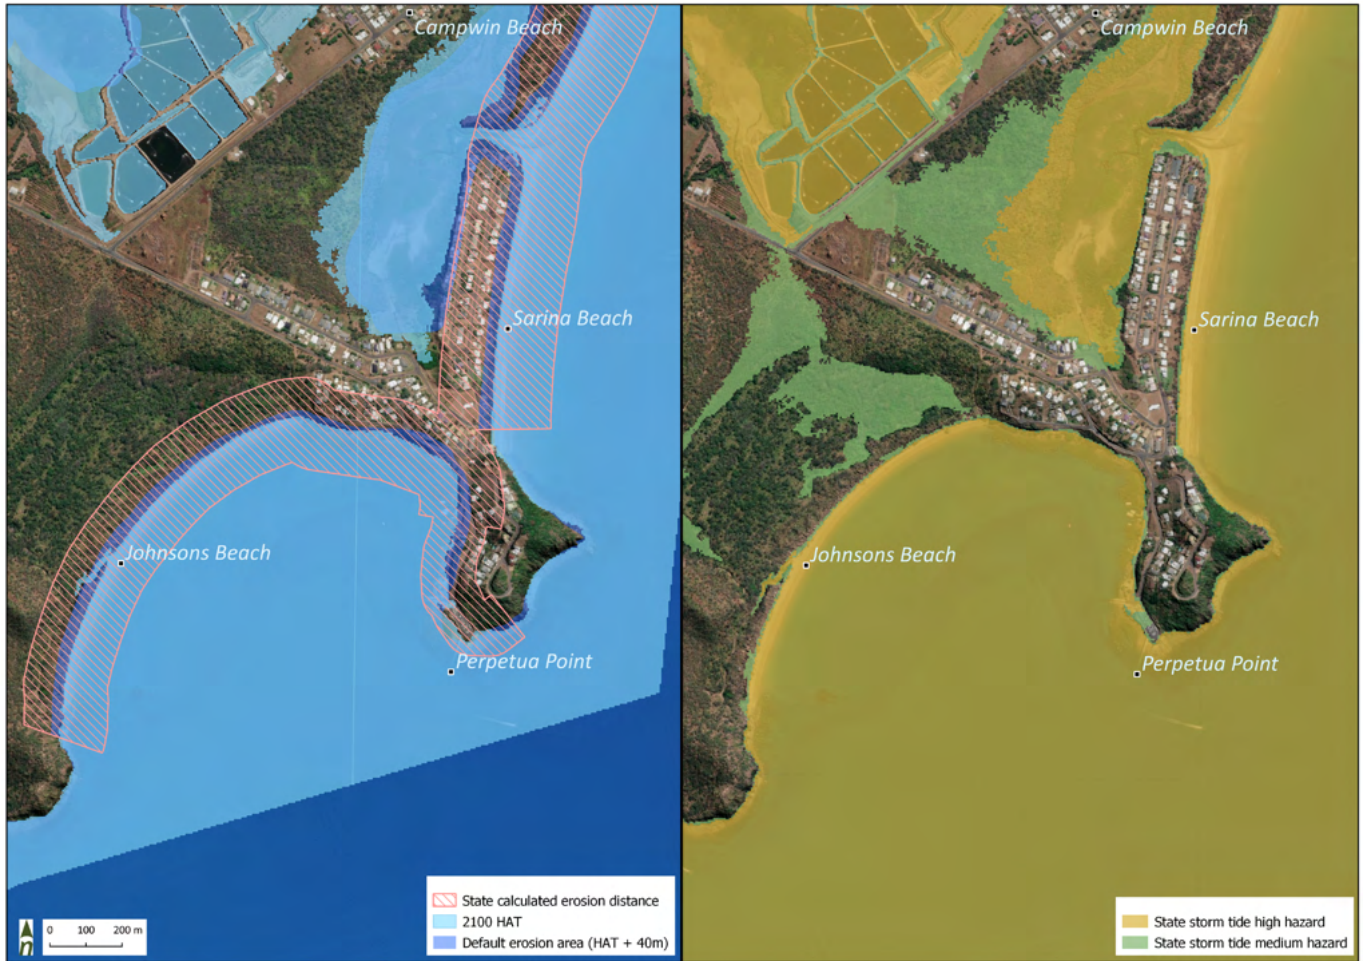 Campwin Beach
Sarina Beach
Johnsons Beach
Perpetua Point
State calculated erosion distance
2100 HAT
Default erosion area (HAT + 40m)
n
0 100 200 m
Campwin Beach
Sarina Beach
Johnsons Beach
Perpetua Point
State storm tide high hazard
State storm tide medium hazard